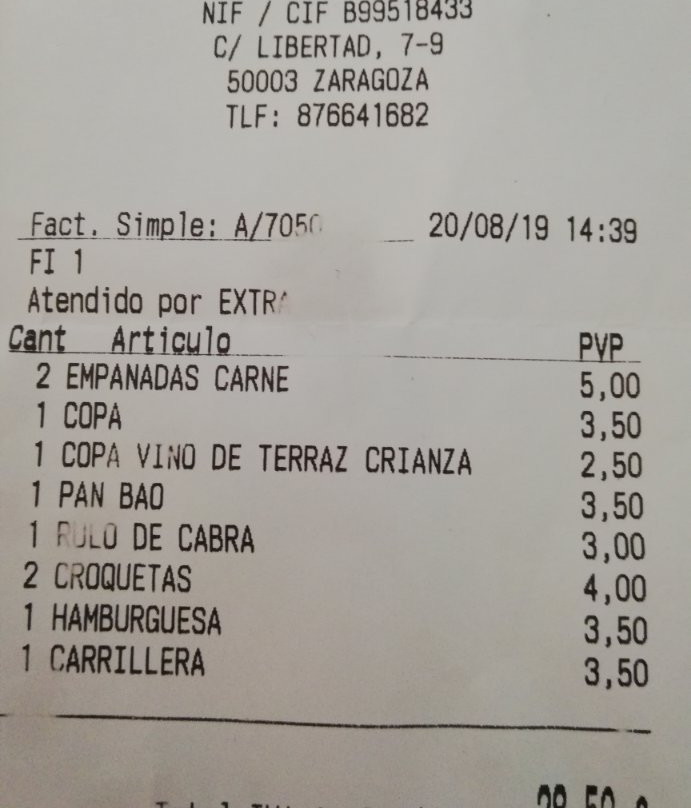 NIF / CIF B99518433
C/ LIBERTAD, 7-9
50003 ZARAGOZA
TLF: 876641682
Fact. Simple: A/7050 20/08/19 14:39
FI 1
Atendido por EXTRA
Cant Articulo PVP
2 EMPANADAS CARNE 5,00
1 COPA 3,50
1 COPA VINO DE TERRAZ CRIANZA 2,50
1 PAN BAO 3,50
1 RULO DE CABRA 3,00
2 CROQUETAS 4,00
1 HAMBURGUESA 3,50
1 CARRILLERA 3,50